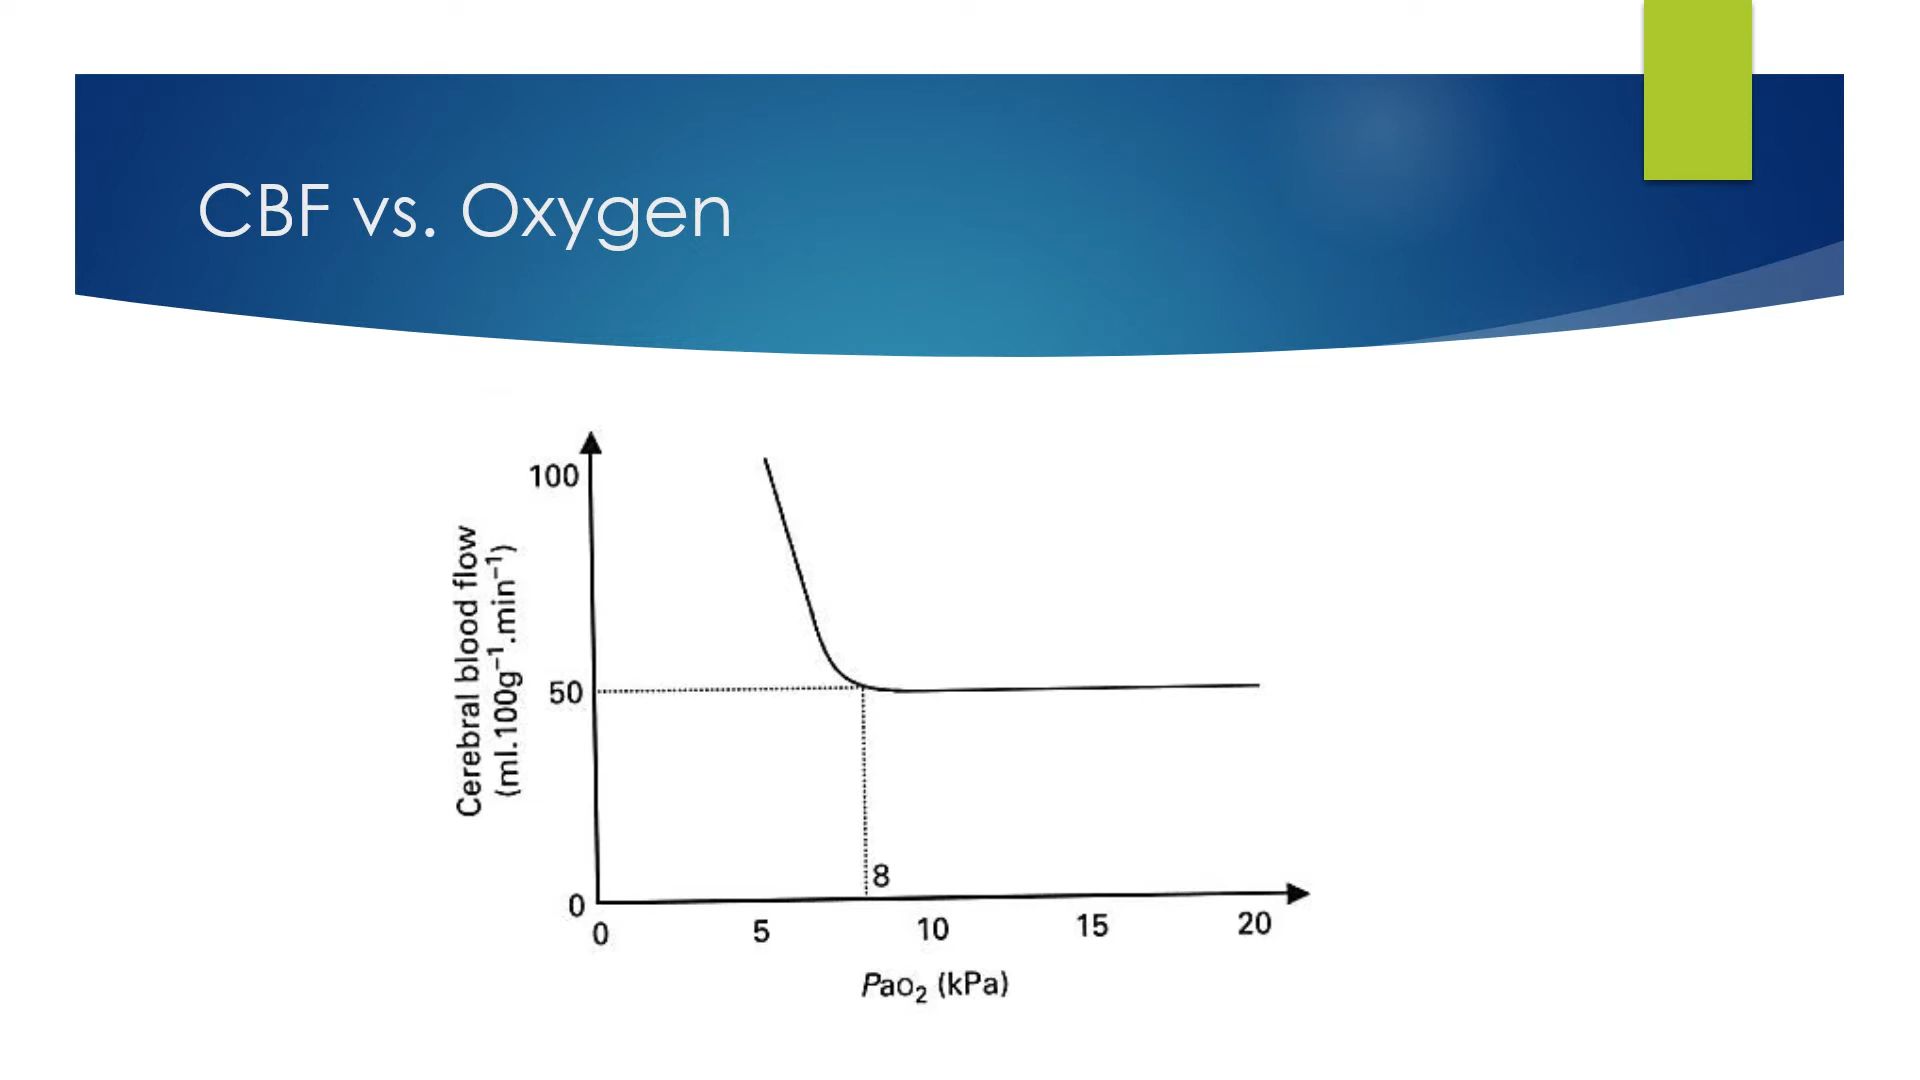 CBF vs. Oxygen
100
50
0
Cerebral blood flow
(ml.100g⁻¹.min⁻¹)
8
0 5 10 15 20
PaO₂ (kPa)